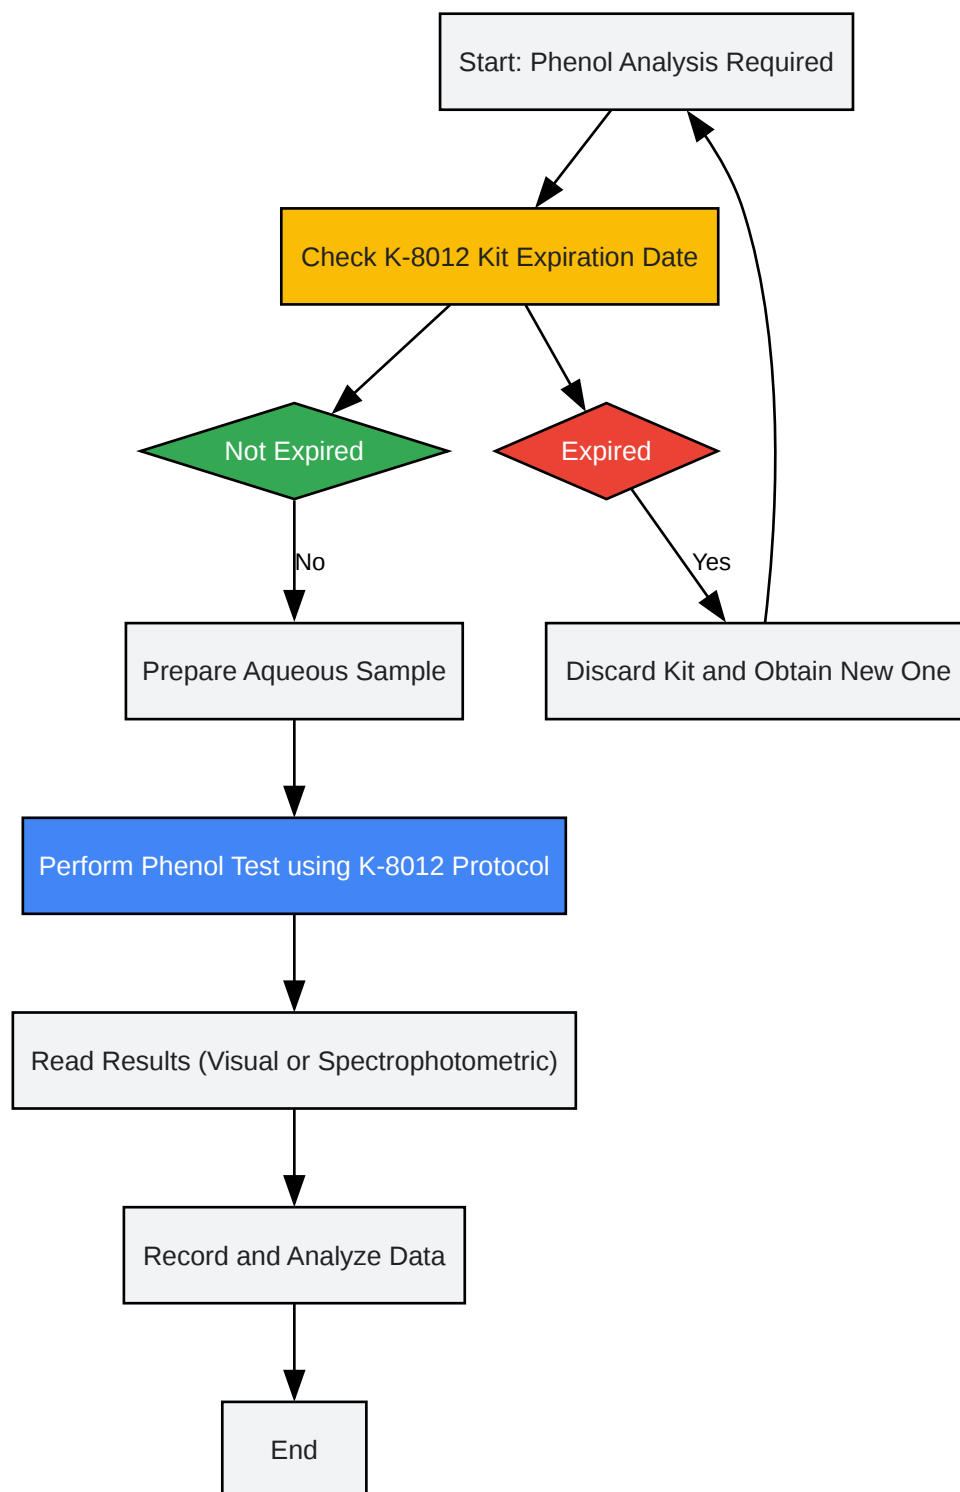 Start: Phenol Analysis Required
Check K-8012 Kit Expiration Date
Not Expired
Expired
No
Yes
Prepare Aqueous Sample
Discard Kit and Obtain New One
Perform Phenol Test using K-8012 Protocol
Read Results (Visual or Spectrophotometric)
Record and Analyze Data
End